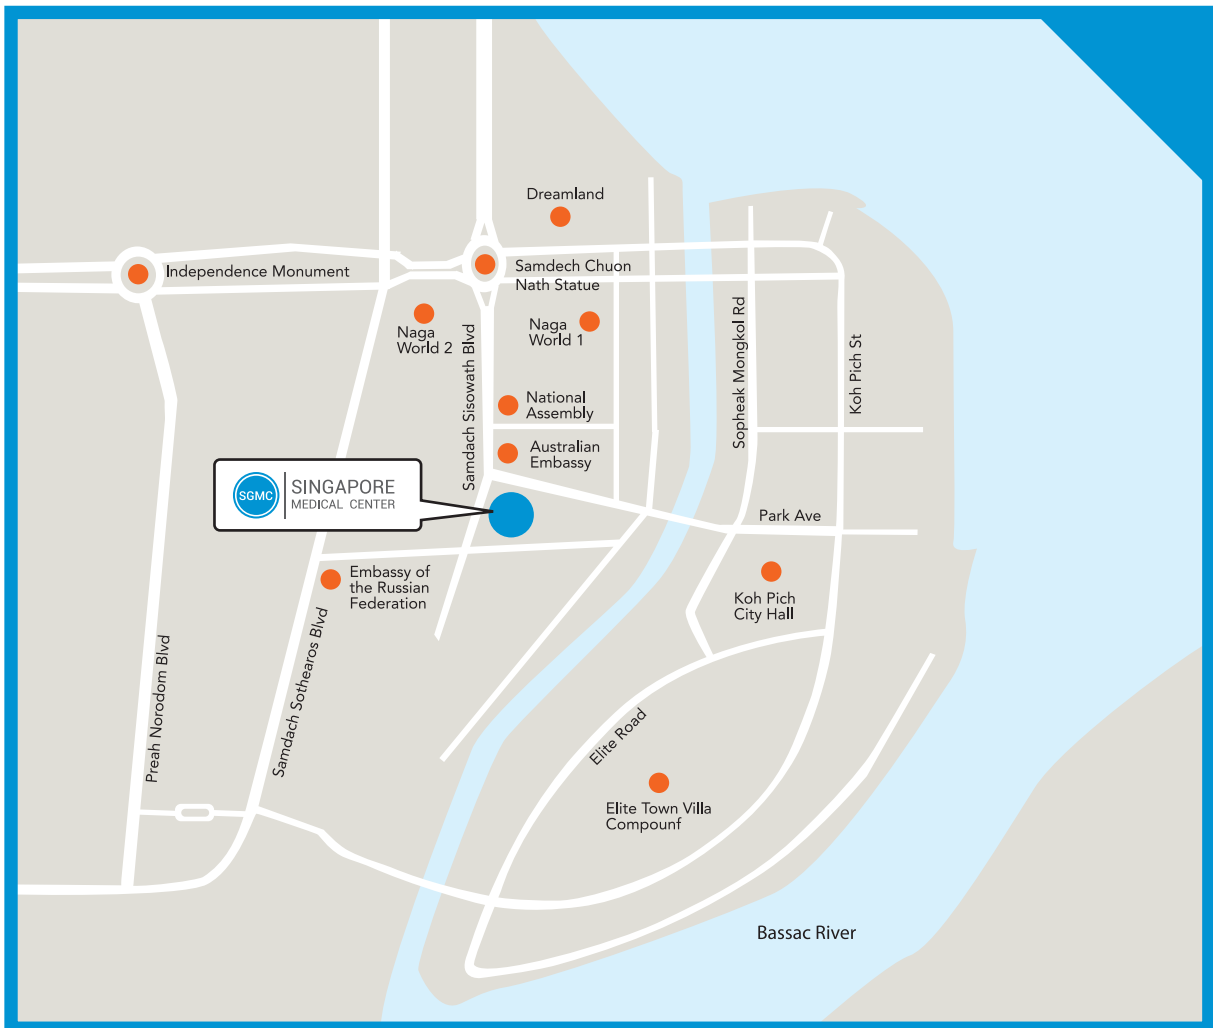 Dreamland
Independence Monument
Samdech Chuon
Nath Statue
Naga
World 2
Naga
World 1
Samdach Sisowath Blvd
Sopheak Mongkol Rd
Koh Pich St
National
Assembly
Australian
Embassy
SGMC
SINGAPORE
MEDICAL CENTER
Park Ave
Embassy of
the Russian
Federation
Koh Pich
City Hall
Preah Norodom Blvd
Samdach Sothearos Blvd
Elite Road
Elite Town Villa
Compounf
Bassac River